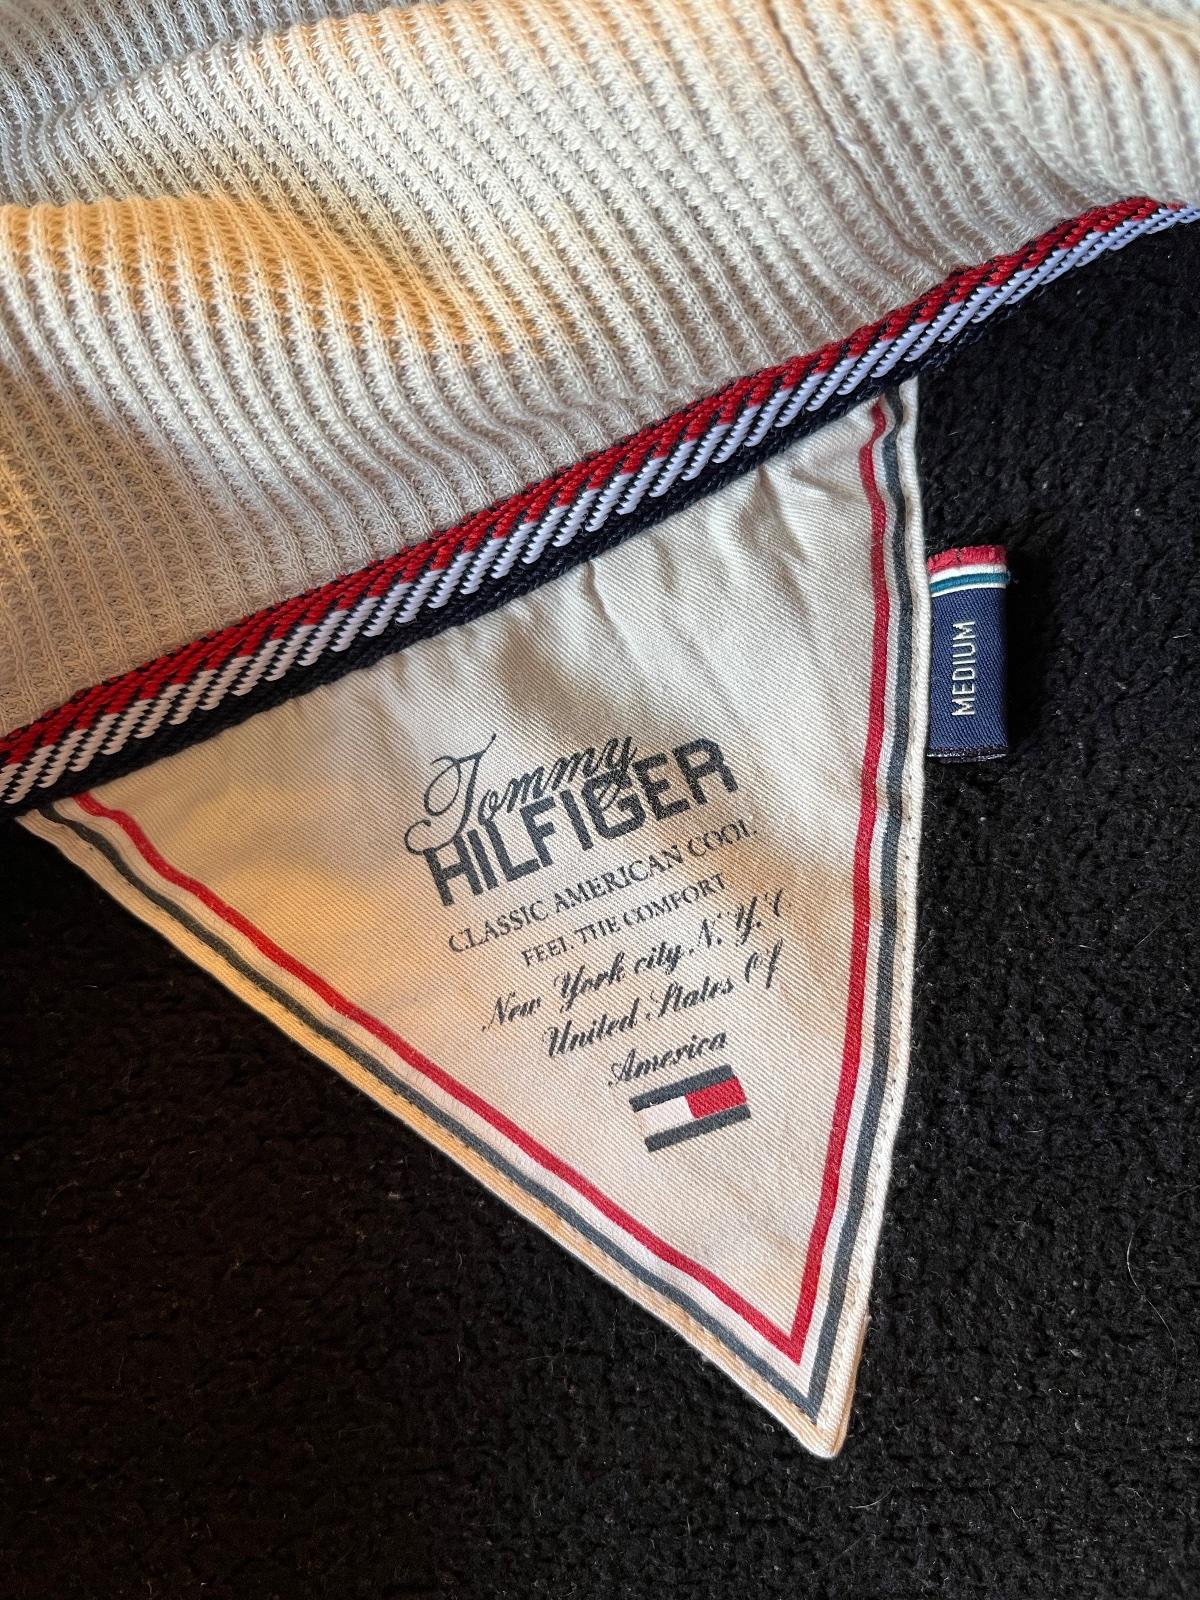 Tommy
HILFIGER
CLASSIC AMERICAN COOL
FEEL THE COMFORT
New York city N.Y.C
United States Of
America
MEDIUM